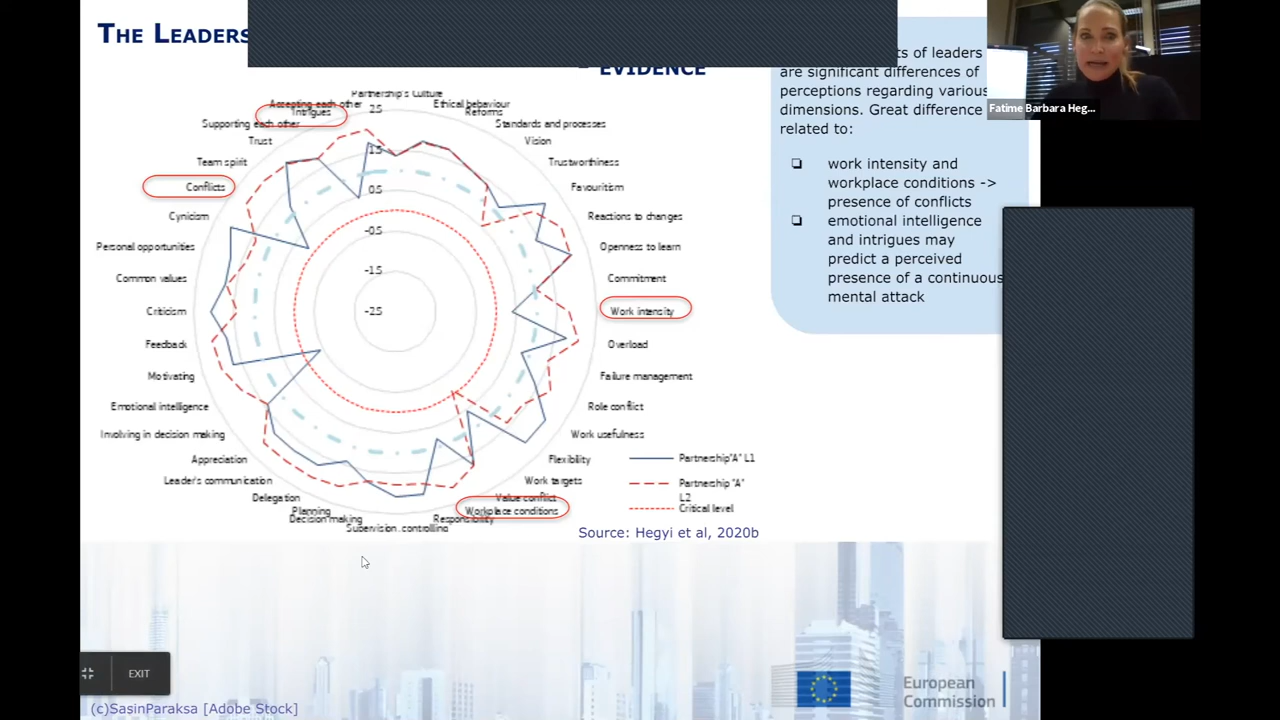 THE LEADERS
– EVIDENCE
ts of leaders
are significant differences of
perceptions regarding various
dimensions. Great difference
related to:
❑ work intensity and
workplace conditions ->
presence of conflicts
❑ emotional intelligence
and intrigues may
predict a perceived
presence of a continuous
mental attack
Fatime Barbara Heg...
Partnership's Culture
Ethical behaviour
Reforms
Standards and processes
Vision
Trustworthiness
Favouritism
Reactions to changes
Openness to learn
Commitment
Work intensity
Overload
Failure management
Role conflict
Work usefulness
Flexibility
Work targets
Value conflict
Workplace conditions
Responsibility
Supervision, controlling
Decision making
Planning
Delegation
Leader's communication
Appreciation
Involving in decision making
Emotional intelligence
Motivating
Feedback
Criticism
Common values
Personal opportunities
Cynicism
Conflicts
Team spirit
Trust
Supporting each other
Intrigues
Accepting each other
2.5
1.5
0.5
-0.5
-1.5
-2.5
Partnership"A" L1
Partnership "A"
L2
Critical level
Source: Hegyi et al, 2020b
EXIT
European
Commission
(c)SasinParaksa [Adobe Stock]